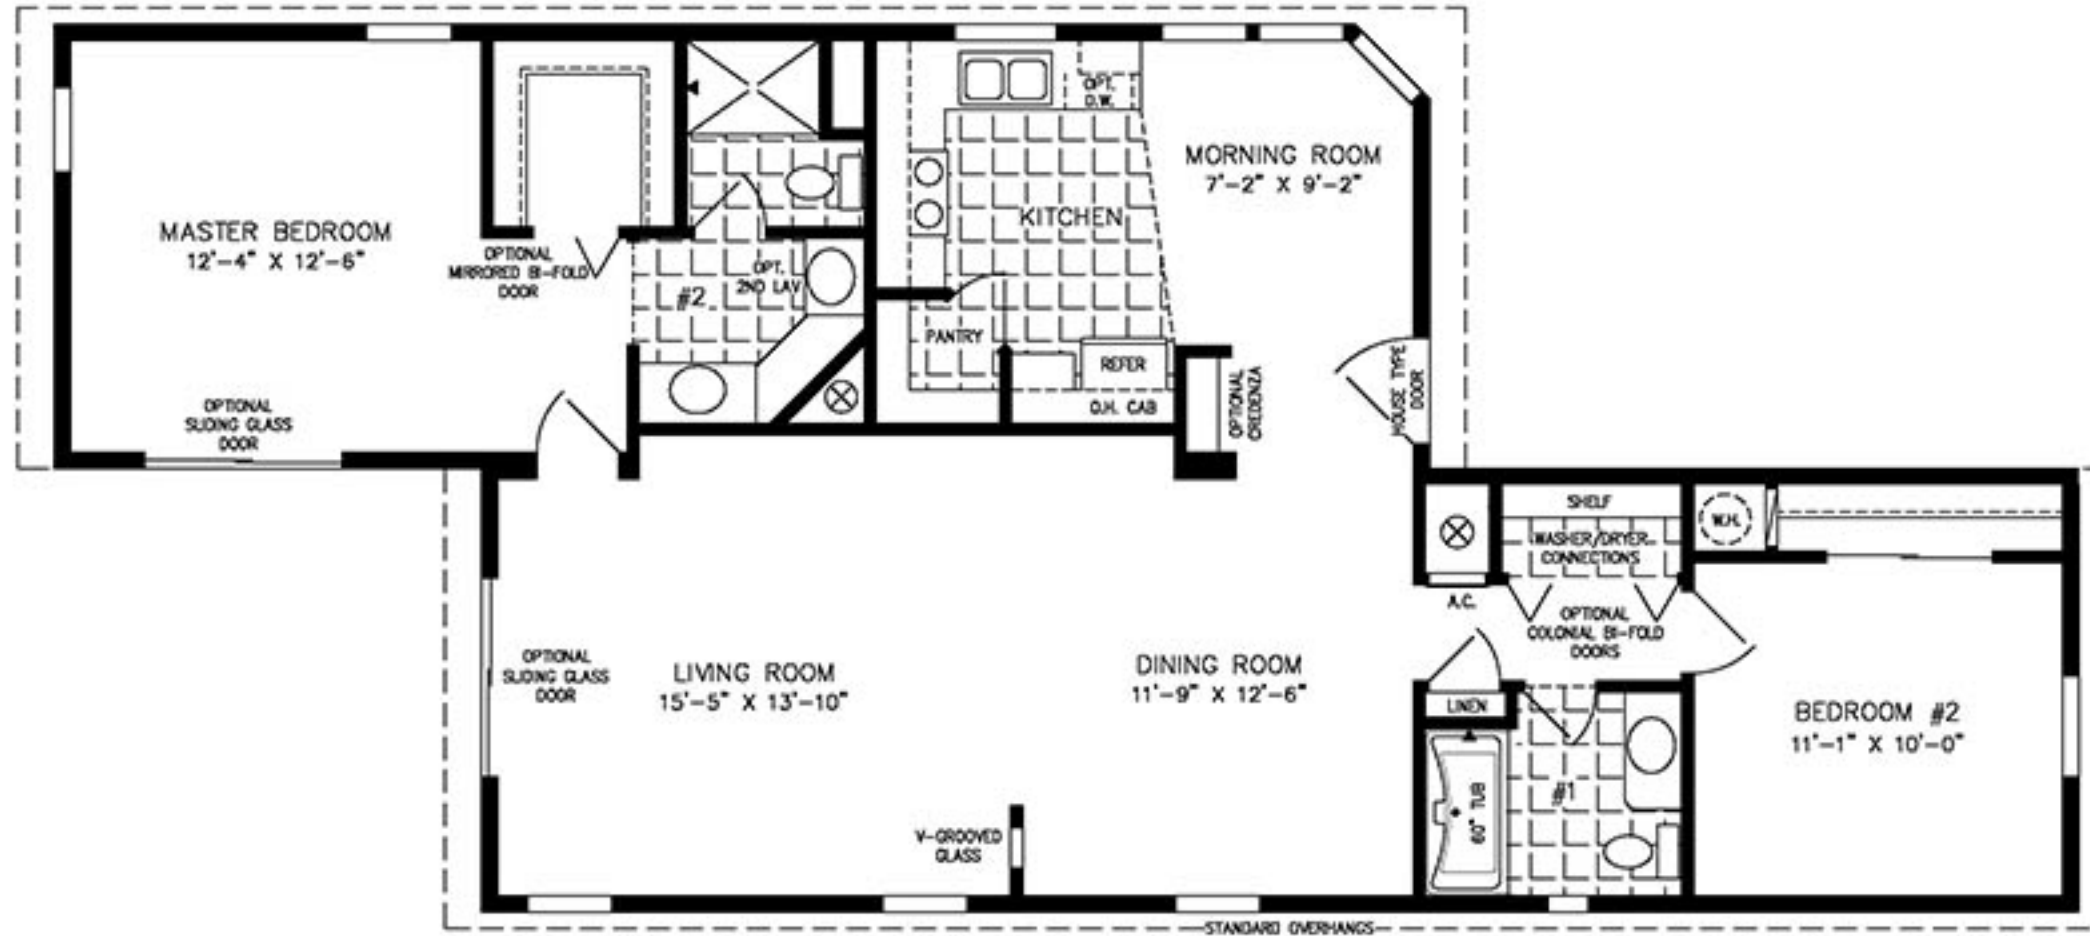 MASTER BEDROOM
12'-4" X 12'-6"
OPTIONAL
MIRRORED BI-FOLD
DOOR
OPTIONAL
SLIDING GLASS
DOOR
#2
OPT.
2ND LAV
OPT.
D.W.
KITCHEN
PANTRY
REFER
O.H. CAB
MORNING ROOM
7'-2" X 9'-2"
OPTIONAL
CREDENZA
HOUSE TYPE
DOOR
OPTIONAL
SLIDING GLASS
DOOR
LIVING ROOM
15'-5" X 13'-10"
V-GROOVED
GLASS
DINING ROOM
11'-9" X 12'-6"
A.C.
SHELF
WASHER/DRYER
CONNECTIONS
OPTIONAL
COLONIAL BI-FOLD
DOORS
W.H.
LINEN
60" TUB
#1
BEDROOM #2
11'-1" X 10'-0"
STANDARD OVERHANGS